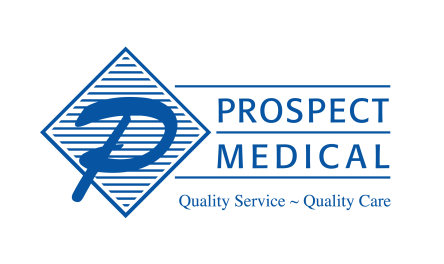 P
PROSPECT
MEDICAL
Quality Service ~ Quality Care